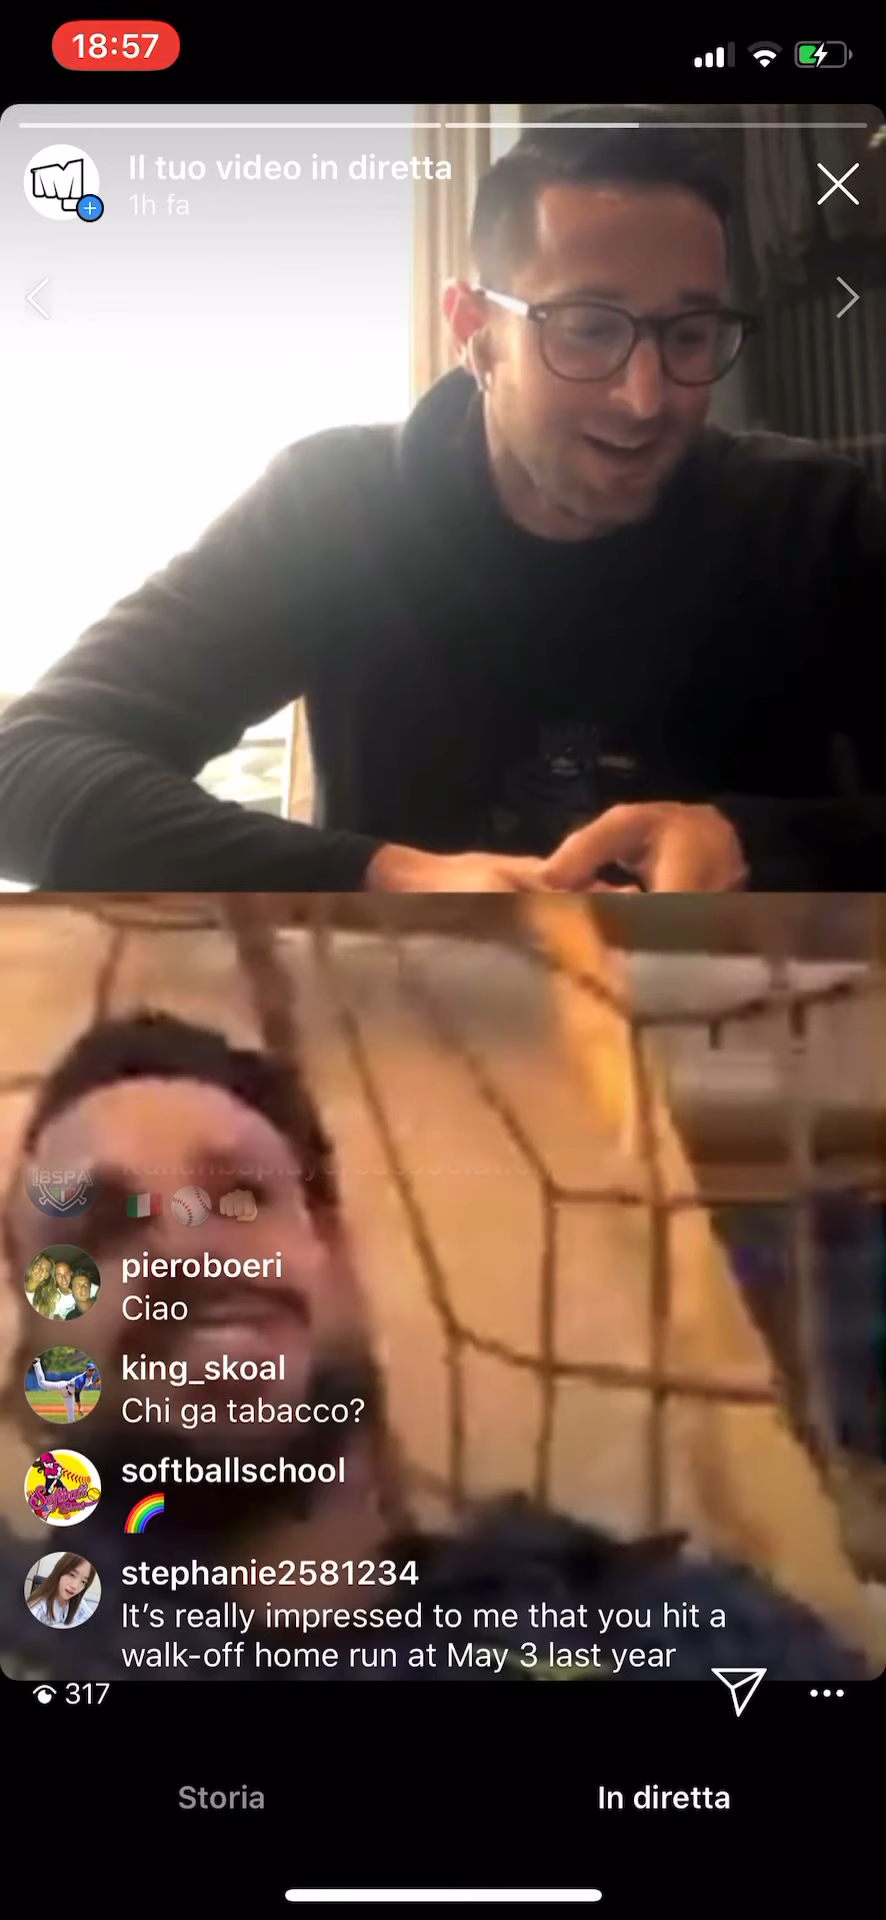 18:57
Il tuo video in diretta
1h fa
IBSPA
🇮🇹⚾👊🏼
pieroboeri
Ciao
king_skoal
Chi ga tabacco?
softballschool
🌈
stephanie2581234
It’s really impressed to me that you hit a
walk-off home run at May 3 last year
317
Storia
In diretta